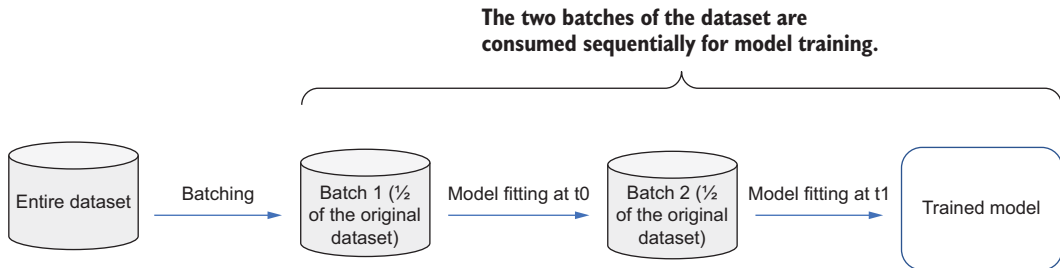 The two batches of the dataset are
consumed sequentially for model training.
Entire dataset
Batching
Batch 1 (½
of the original
dataset)
Model fitting at t0
Batch 2 (½
of the original
dataset)
Model fitting at t1
Trained model